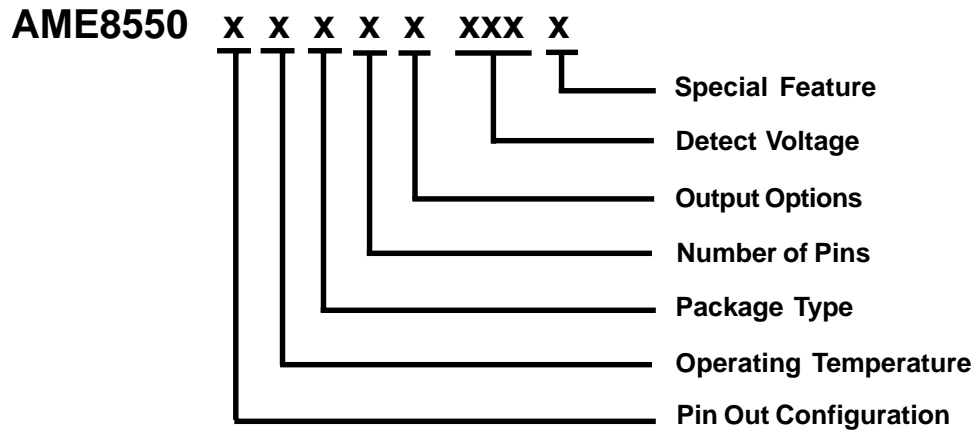 AME8550 x x x x x xxx x
Special Feature
Detect Voltage
Output Options
Number of Pins
Package Type
Operating Temperature
Pin Out Configuration